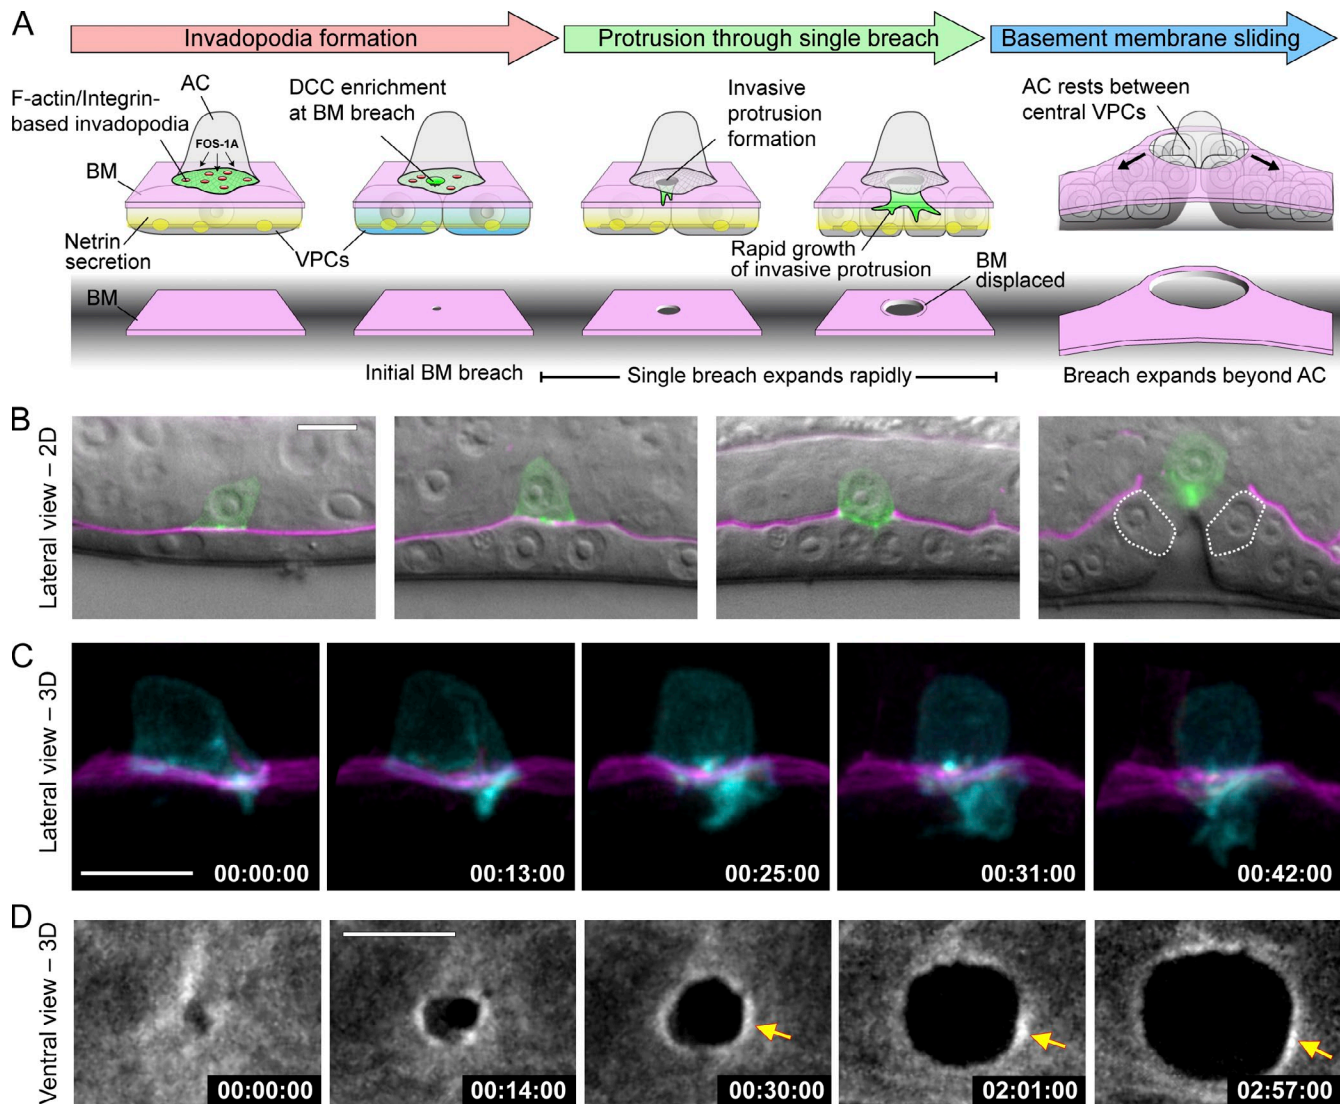 A
Invadopodia formation
Protrusion through single breach
Basement membrane sliding
F-actin/Integrin-
based invadopodia
AC
FOS-1A
BM
Netrin
secretion
VPCs
DCC enrichment
at BM breach
Invasive
protrusion
formation
Rapid growth
of invasive protrusion
AC rests between
central VPCs
BM
BM
displaced
Initial BM breach
Single breach expands rapidly
Breach expands beyond AC
B
Lateral view – 2D
C
Lateral view – 3D
00:00:00
00:13:00
00:25:00
00:31:00
00:42:00
D
Ventral view – 3D
00:00:00
00:14:00
00:30:00
02:01:00
02:57:00